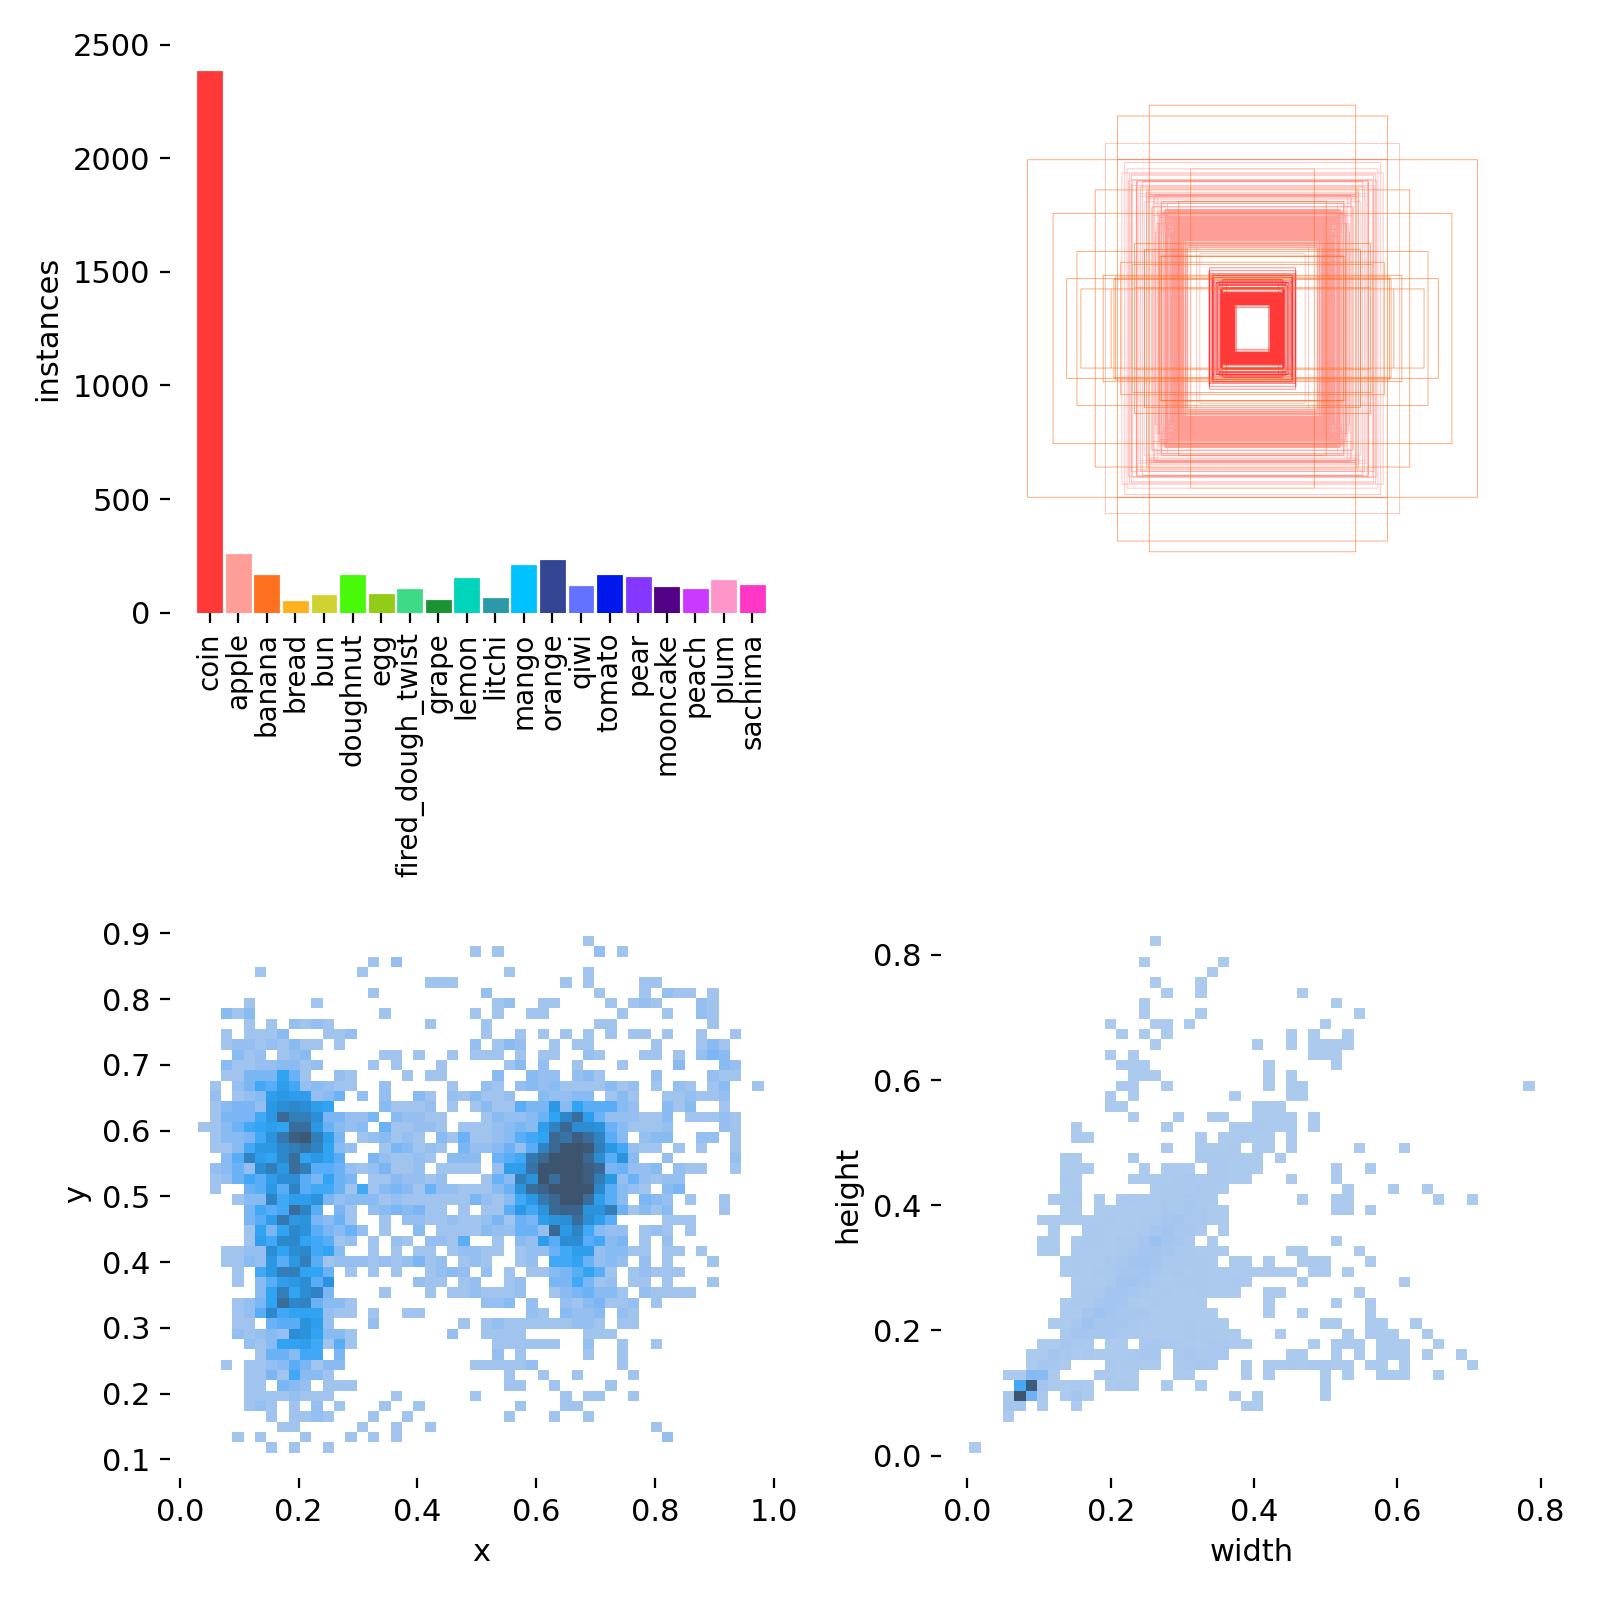 2500
2000
1500
1000
500
0
instances
coin
apple
banana
bread
bun
doughnut
egg
fired_dough_twist
grape
lemon
litchi
mango
orange
qiwi
tomato
pear
mooncake
peach
plum
sachima
0.9
0.8
0.7
0.6
0.5
0.4
0.3
0.2
0.1
y
0.0 0.2 0.4 0.6 0.8 1.0
x
0.8
0.6
0.4
0.2
0.0
height
0.0 0.2 0.4 0.6 0.8
width